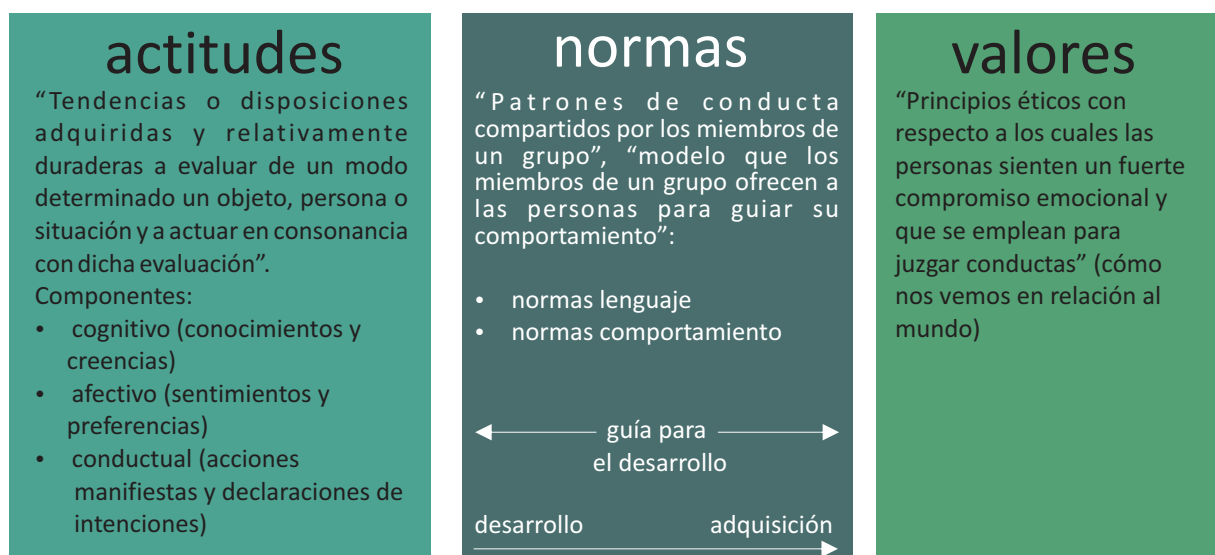 actitudes
“Tendencias o disposiciones
adquiridas y relativamente
duraderas a evaluar de un modo
determinado un objeto, persona o
situación y a actuar en consonancia
con dicha evaluación”.
Componentes:
• cognitivo (conocimientos y
creencias)
• afectivo (sentimientos y
preferencias)
• conductual (acciones
manifiestas y declaraciones de
intenciones)
normas
“Patrones de conducta
compartidos por los miembros de
un grupo”, “modelo que los
miembros de un grupo ofrecen a
las personas para guiar su
comportamiento”:
• normas lenguaje
• normas comportamiento
guía para
el desarrollo
desarrollo adquisición
valores
“Principios éticos con
respecto a los cuales las
personas sienten un fuerte
compromiso emocional y
que se emplean para
juzgar conductas” (cómo
nos vemos en relación al
mundo)